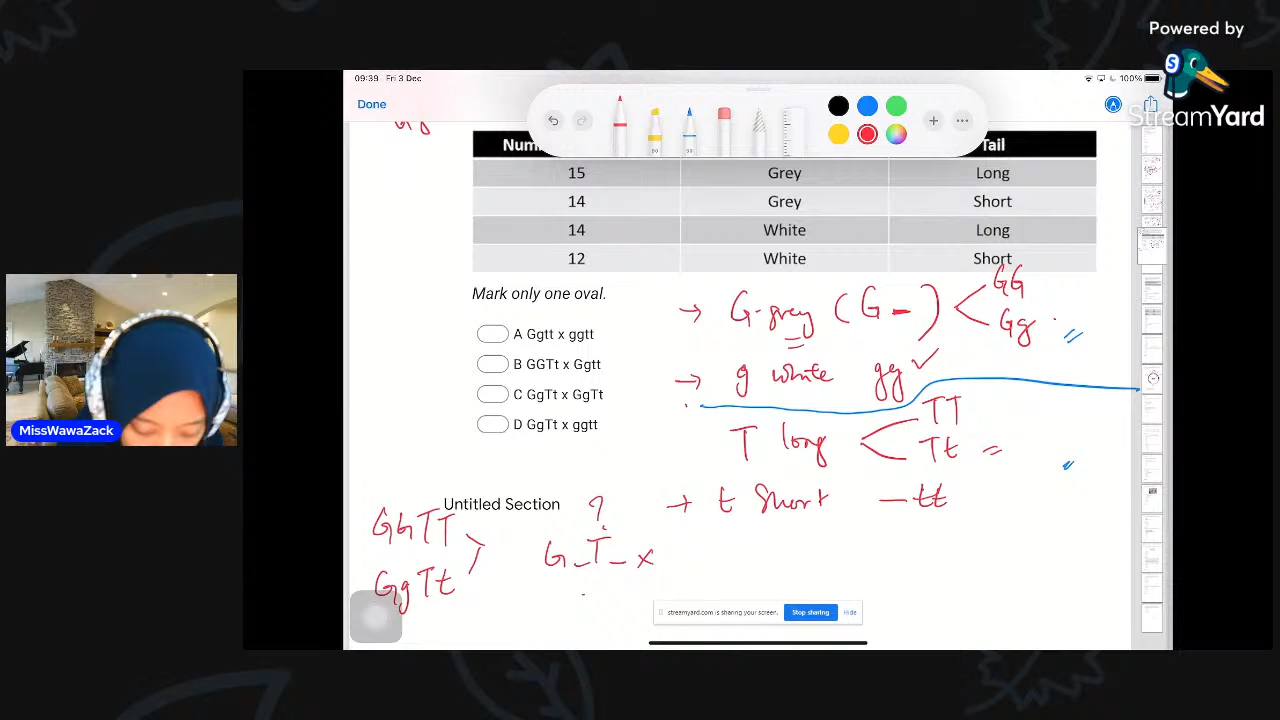 Powered by
StreamYard
09:39 Fri 3 Dec
100%
Done
Tail
15 Grey Long
14 Grey Short
14 White Long
12 White Short
Mark only one oval.
A Ggtt x ggtt
B GGTt x Ggtt
C GgTt x GgTt
D GgTt x ggtt
→ G-grey (G-) < GG
Gg
→ g white gg ✓
T long < TT
Tt =
→ t Short - tt
Untitled Section
?
GGTT
GgTt
G_T_ x
streamyard.com is sharing your screen. Stop sharing Hide
MissWawaZack